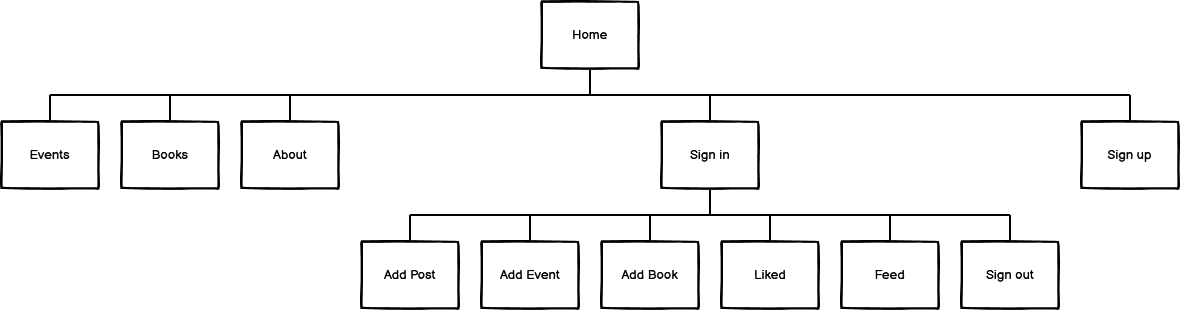 Home
Events
Books
About
Sign in
Sign up
Add Post
Add Event
Add Book
Liked
Feed
Sign out